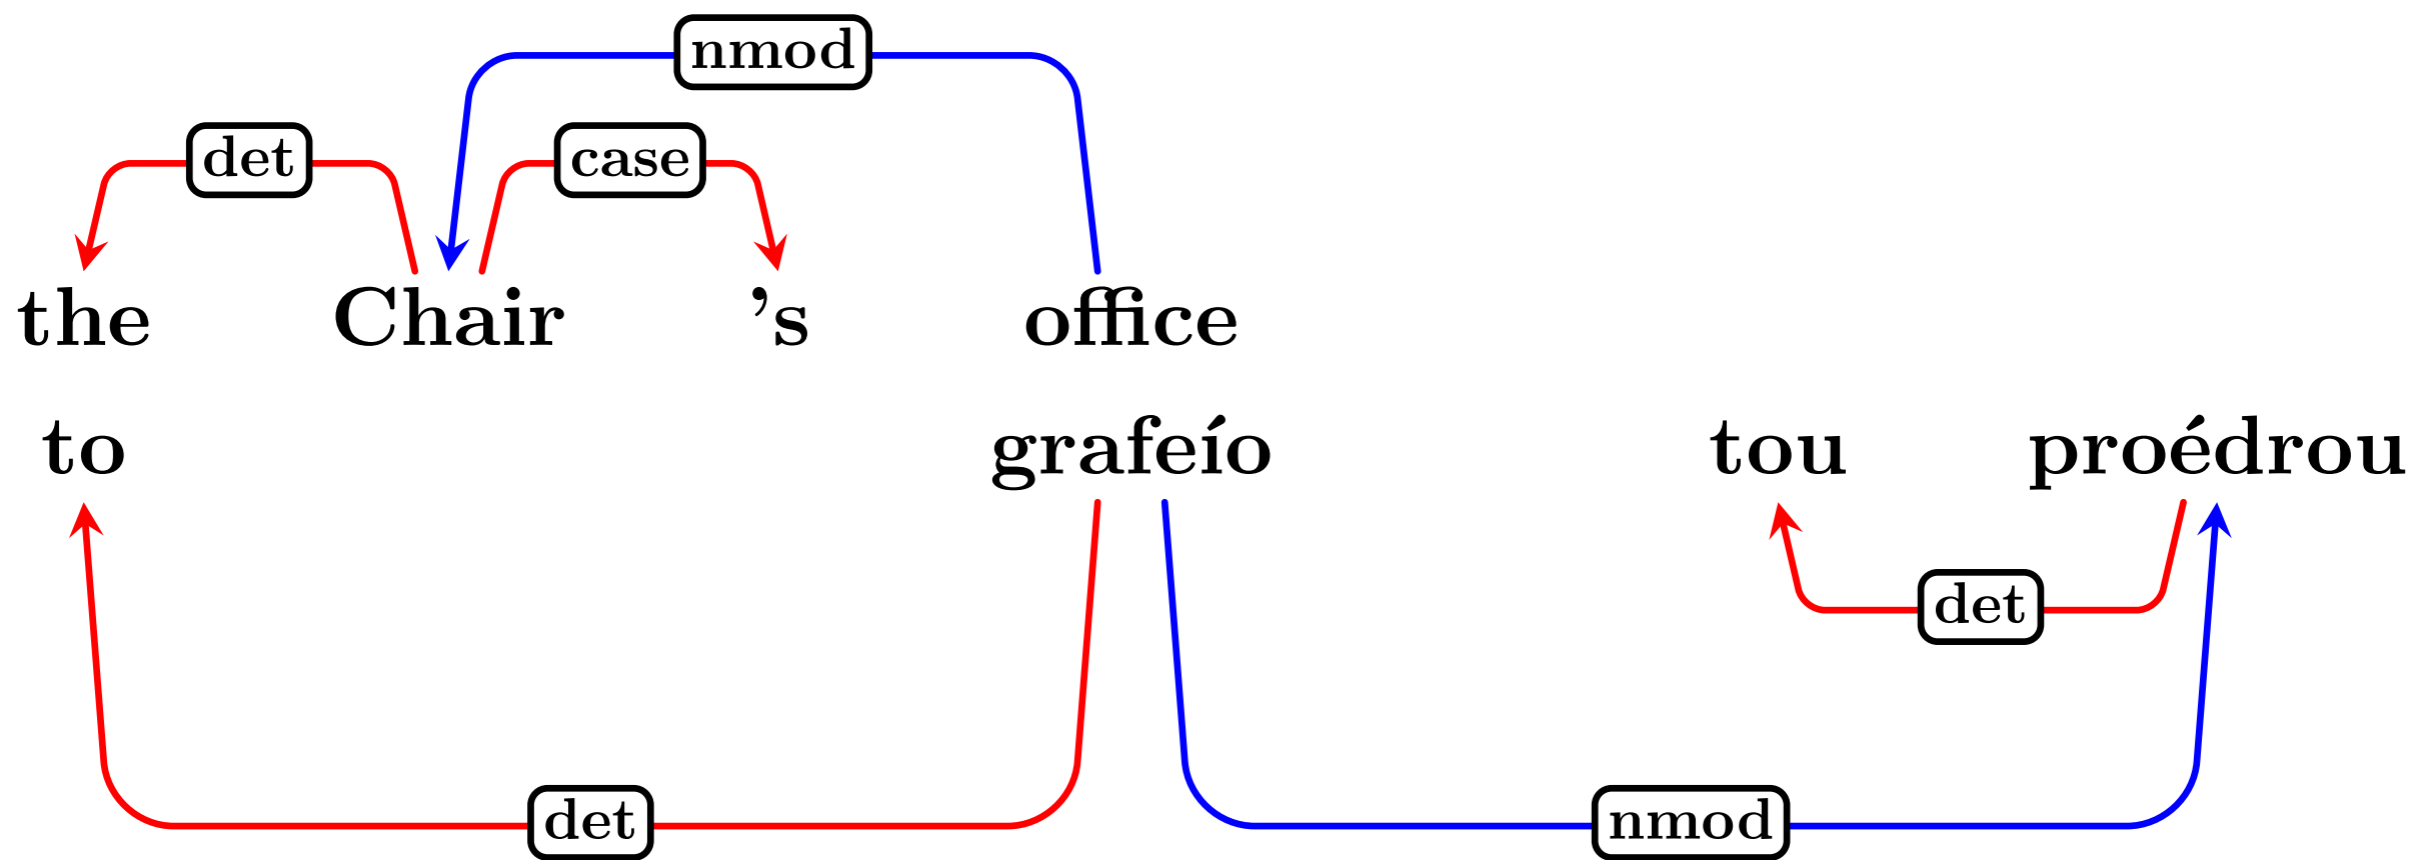 nmod
det case
the Chair ’s office
to grafeío tou proédrou
det
det nmod